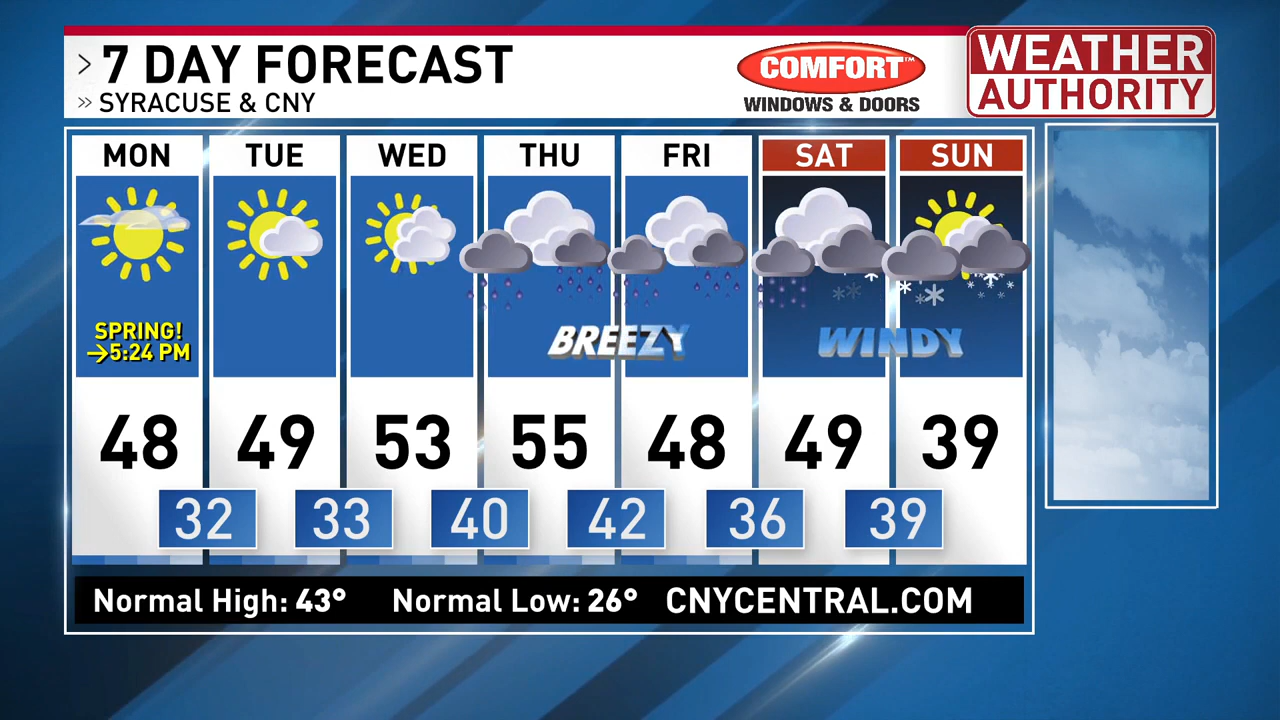 > 7 DAY FORECAST
» SYRACUSE & CNY
COMFORT™
WINDOWS & DOORS
WEATHER
AUTHORITY
MON TUE WED THU FRI SAT SUN
SPRING!
→5:24 PM
BREEZY WINDY
48 49 53 55 48 49 39
32 33 40 42 36 39
Normal High: 43° Normal Low: 26° CNYCENTRAL.COM